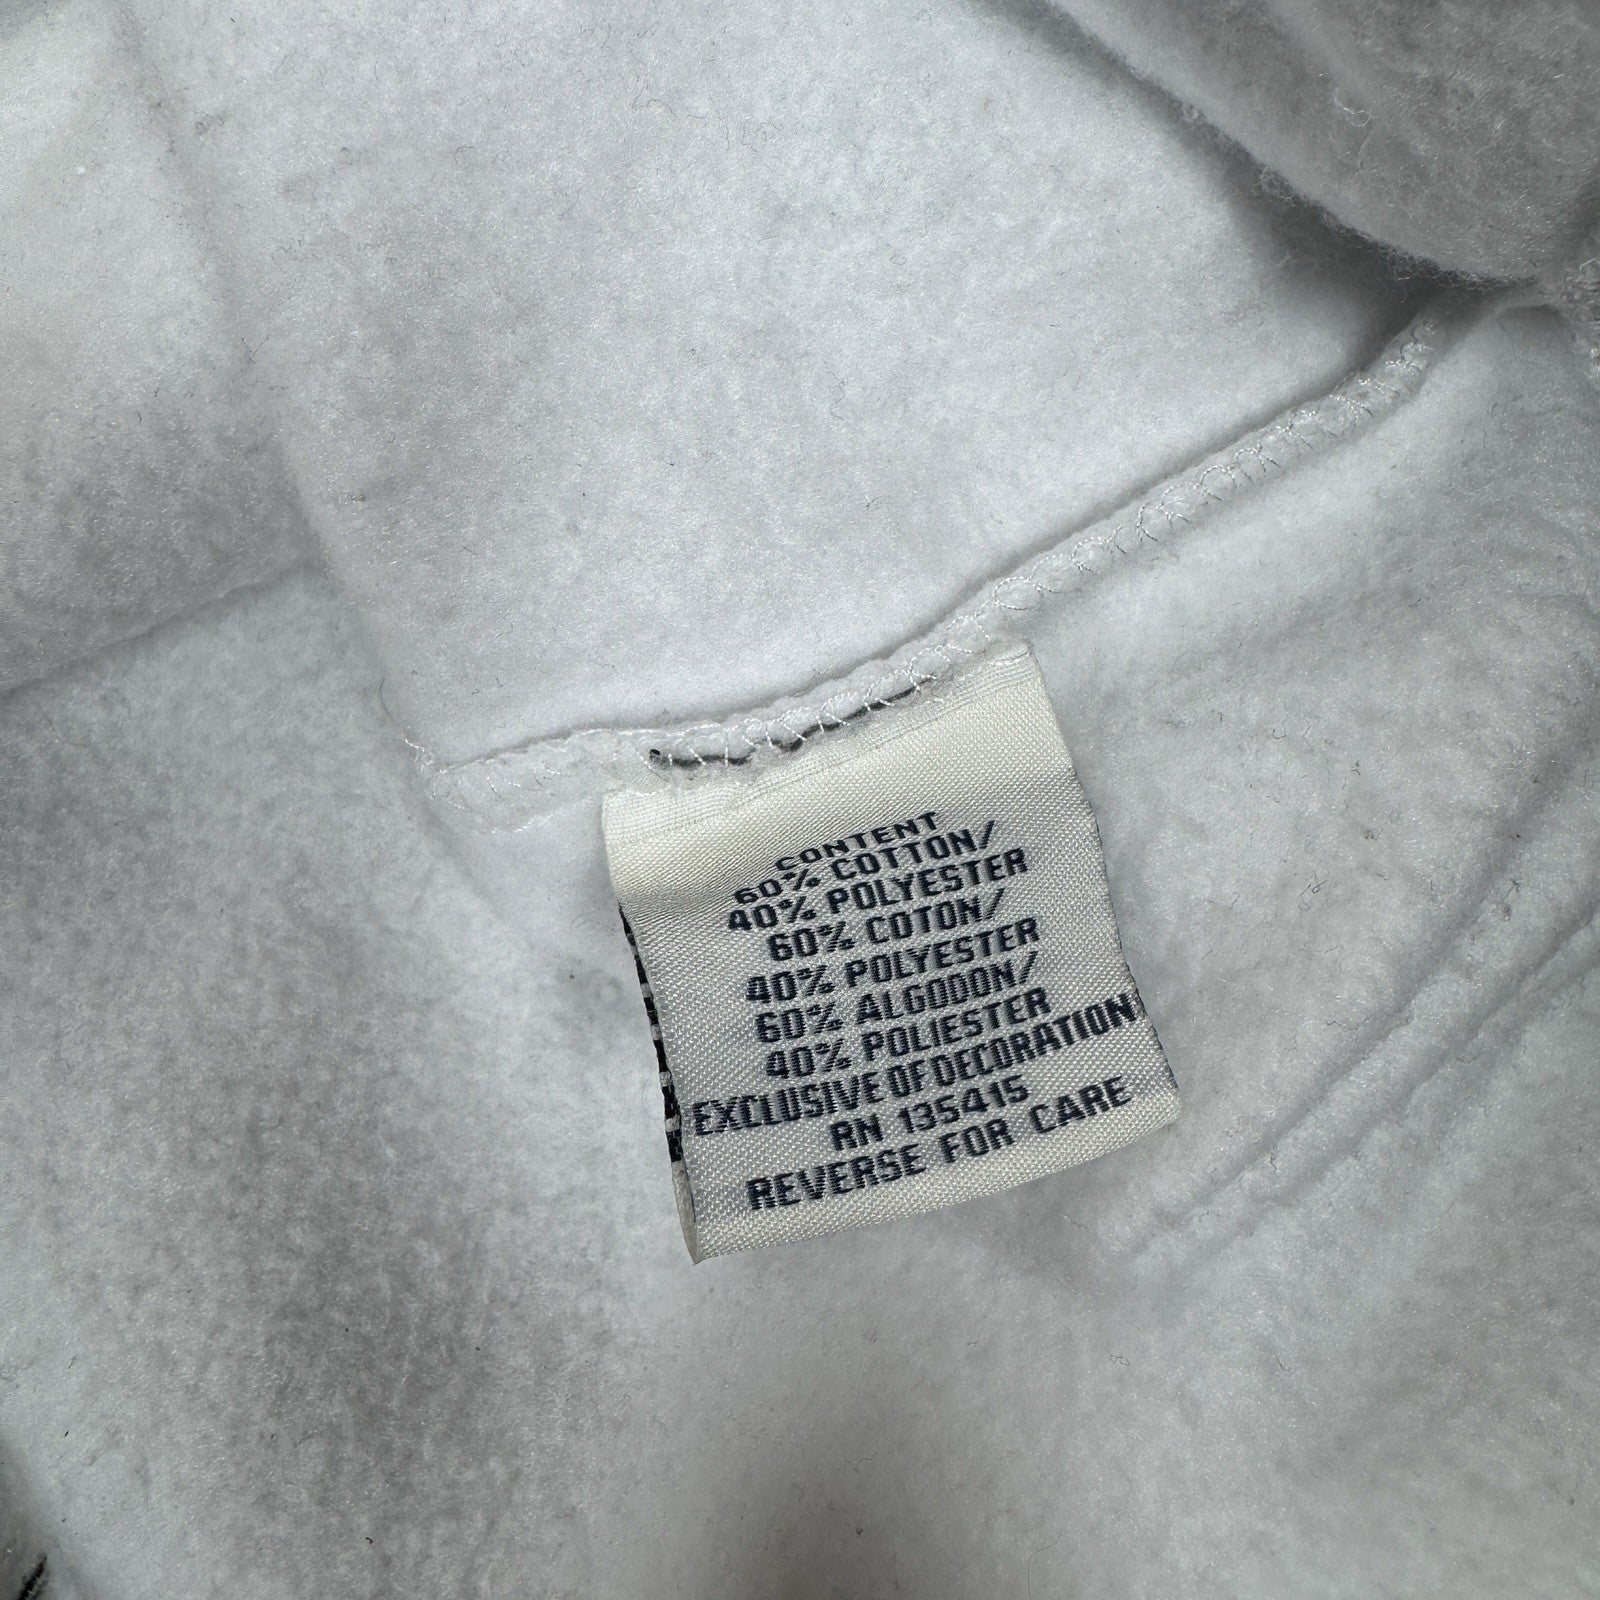 CONTENT
60% COTTON/
40% POLYESTER
60% COTON/
40% POLYESTER
60% ALGODON/
40% POLIESTER
EXCLUSIVE OF DECORATION
RN 135415
REVERSE FOR CARE